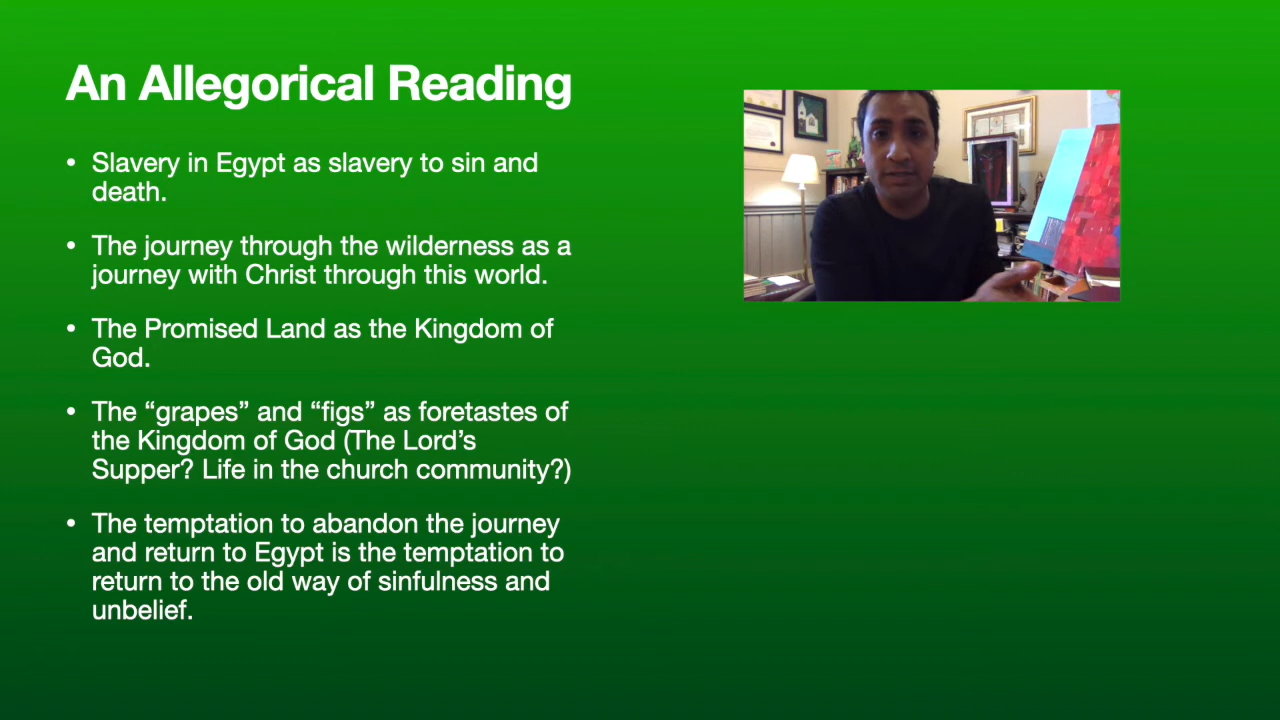 An Allegorical Reading
• Slavery in Egypt as slavery to sin and
death.
• The journey through the wilderness as a
journey with Christ through this world.
• The Promised Land as the Kingdom of
God.
• The “grapes” and “figs” as foretastes of
the Kingdom of God (The Lord’s
Supper? Life in the church community?)
• The temptation to abandon the journey
and return to Egypt is the temptation to
return to the old way of sinfulness and
unbelief.